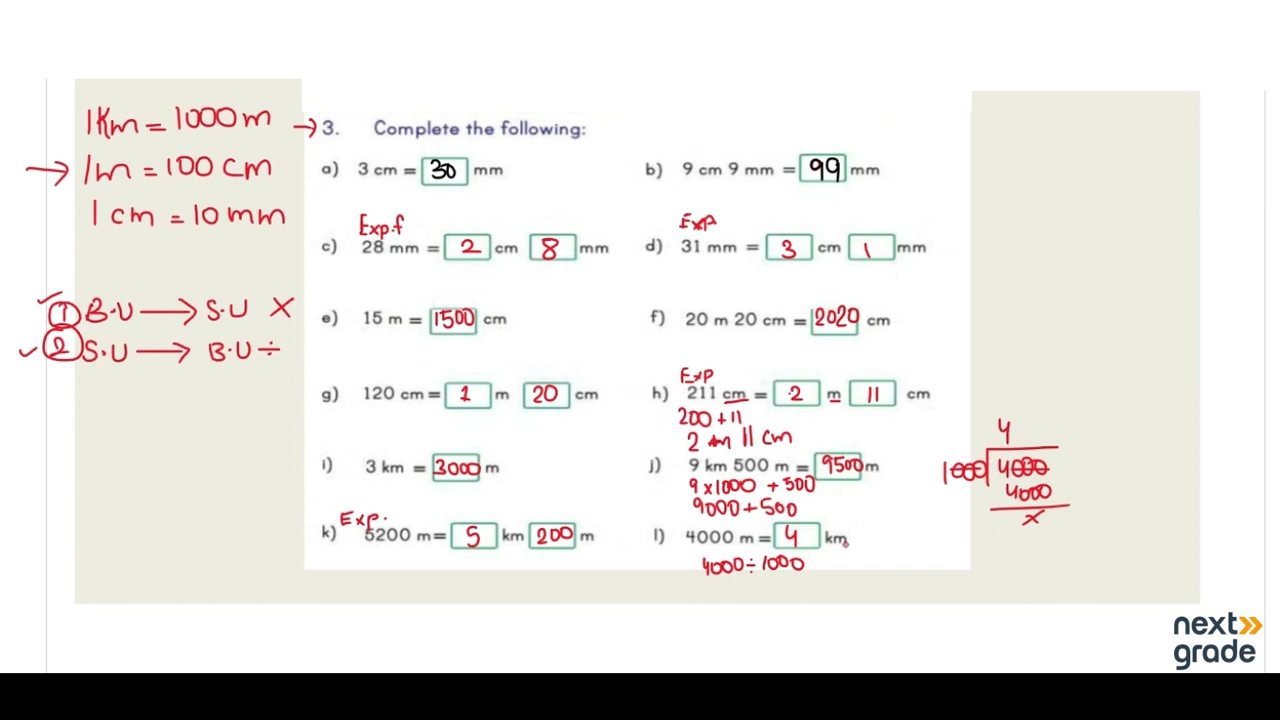 1Km = 1000 m
→ 1m = 100 cm
1 cm = 10 mm
1 B.U → S.U X
2 S.U → B.U ÷
→ 3. Complete the following:
a) 3 cm = 30 mm
b) 9 cm 9 mm = 99 mm
Exp.f
c) 28 mm = 2 cm 8 mm
Exp
d) 31 mm = 3 cm 1 mm
e) 15 m = 1500 cm
f) 20 m 20 cm = 2020 cm
g) 120 cm = 1 m 20 cm
Exp
h) 211 cm = 2 m 11 cm
200 + 11
2 m 11 cm
i) 3 km = 3000 m
j) 9 km 500 m = 9500 m
9 x 1000 + 500
9000 + 500
Exp.
k) 5200 m = 5 km 200 m
l) 4000 m = 4 km
4000 ÷ 1000
4
1000 4000
4000
x
next
grade